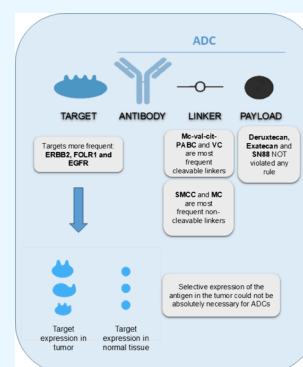 ADC
TARGET
ANTIBODY
LINKER
PAYLOAD
Targets more frequent:
ERBB2, FOLR1 and
EGFR
Mc-val-cit-
PABC and VC
are most
frequent
cleavable linkers
Deruxtecan,
Exatecan and
SN88 NOT
violated any
rule
SMCC and MC
are most
frequent non-
cleavable linkers
Selective expression of the
antigen in the tumor could not be
absolutely necessary for ADCs
Target
expression in
tumor
Target
expression in
normal tissue